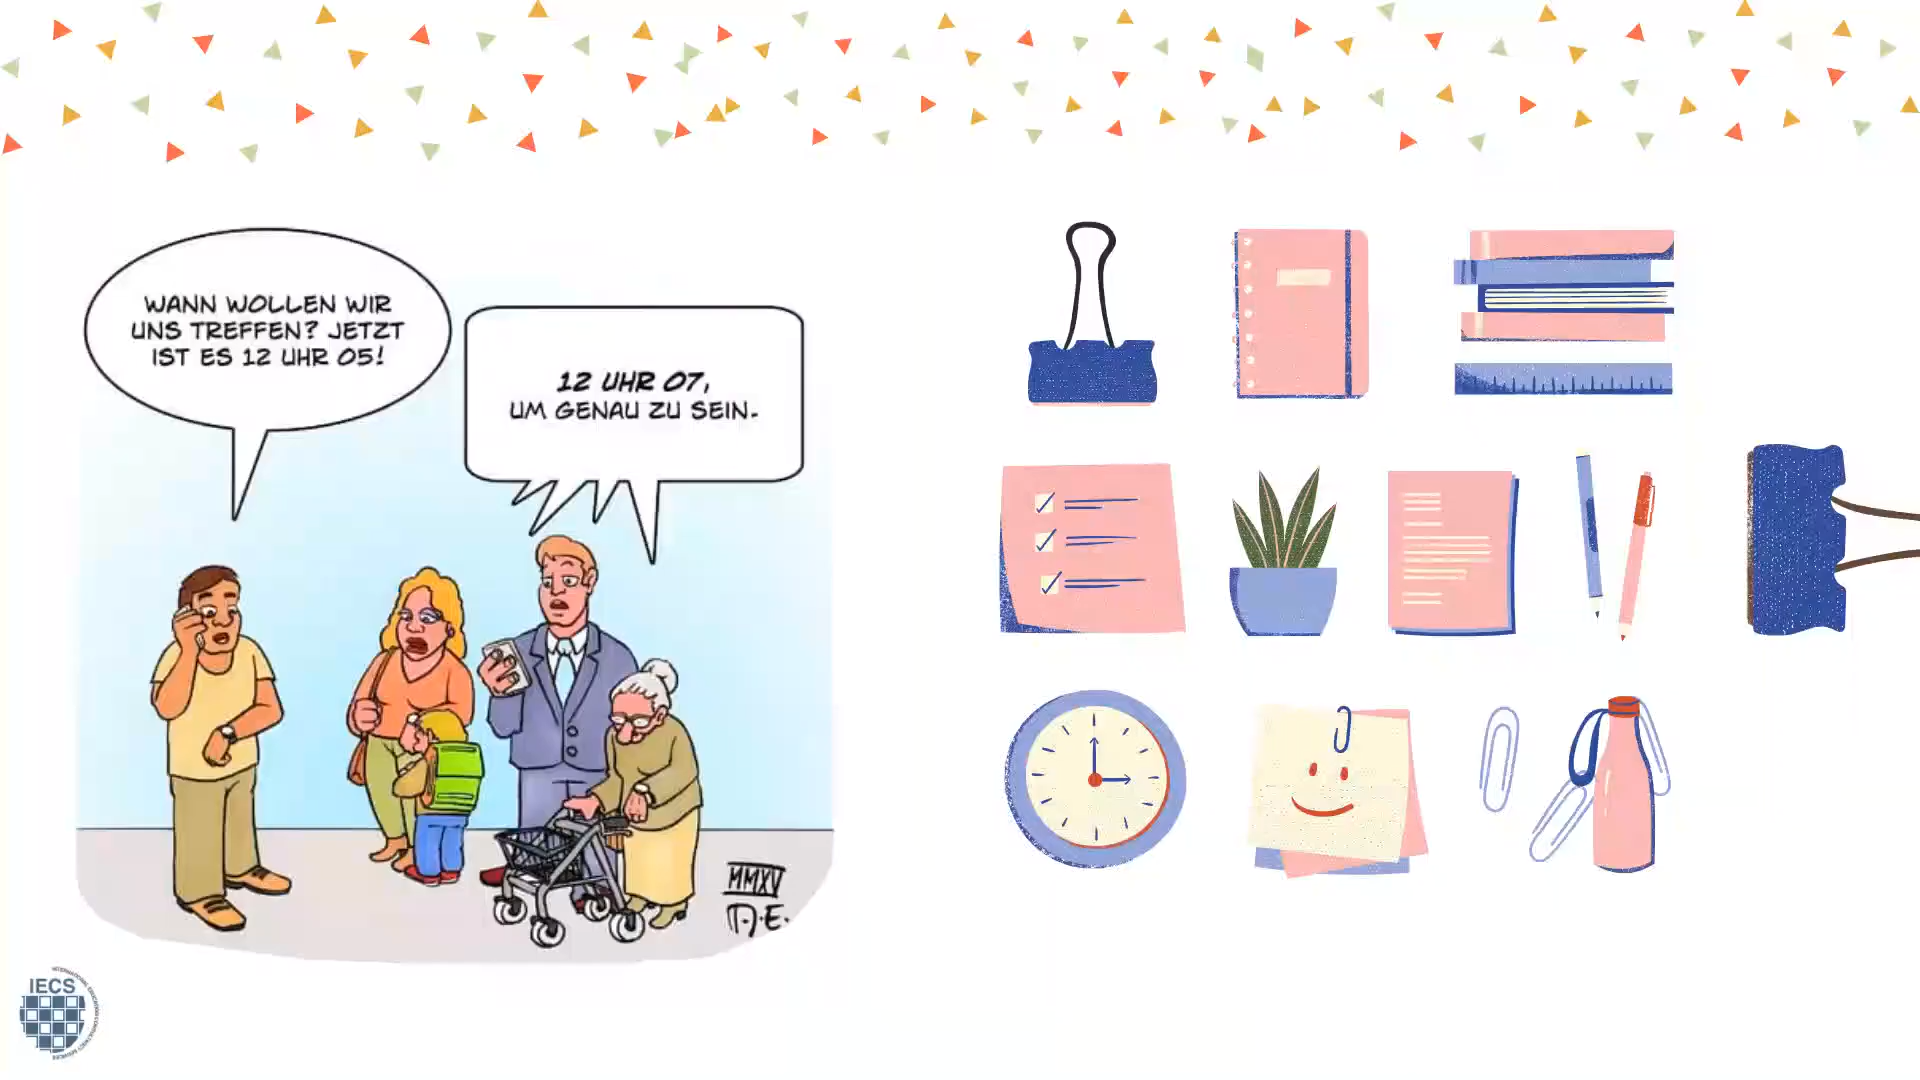 WANN WOLLEN WIR
UNS TREFFEN? JETZT
IST ES 12 UHR 05!
12 UHR 07,
UM GENAU ZU SEIN.
MMXV
IECS